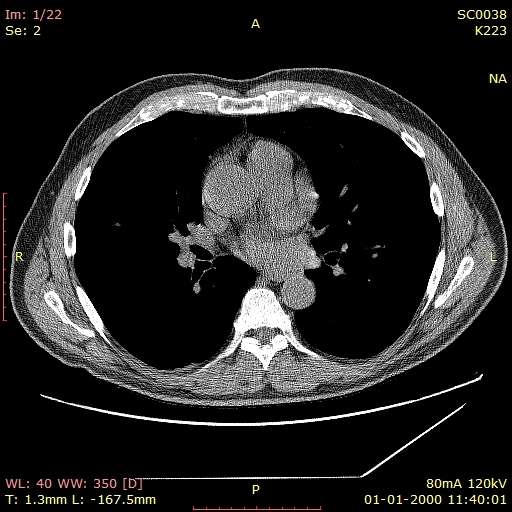 Im: 1/22
Se: 2
A
SC0038
K223
NA
R
L
WL: 40 WW: 350 [D]
T: 1.3mm L: -167.5mm
P
80mA 120kV
01-01-2000 11:40:01